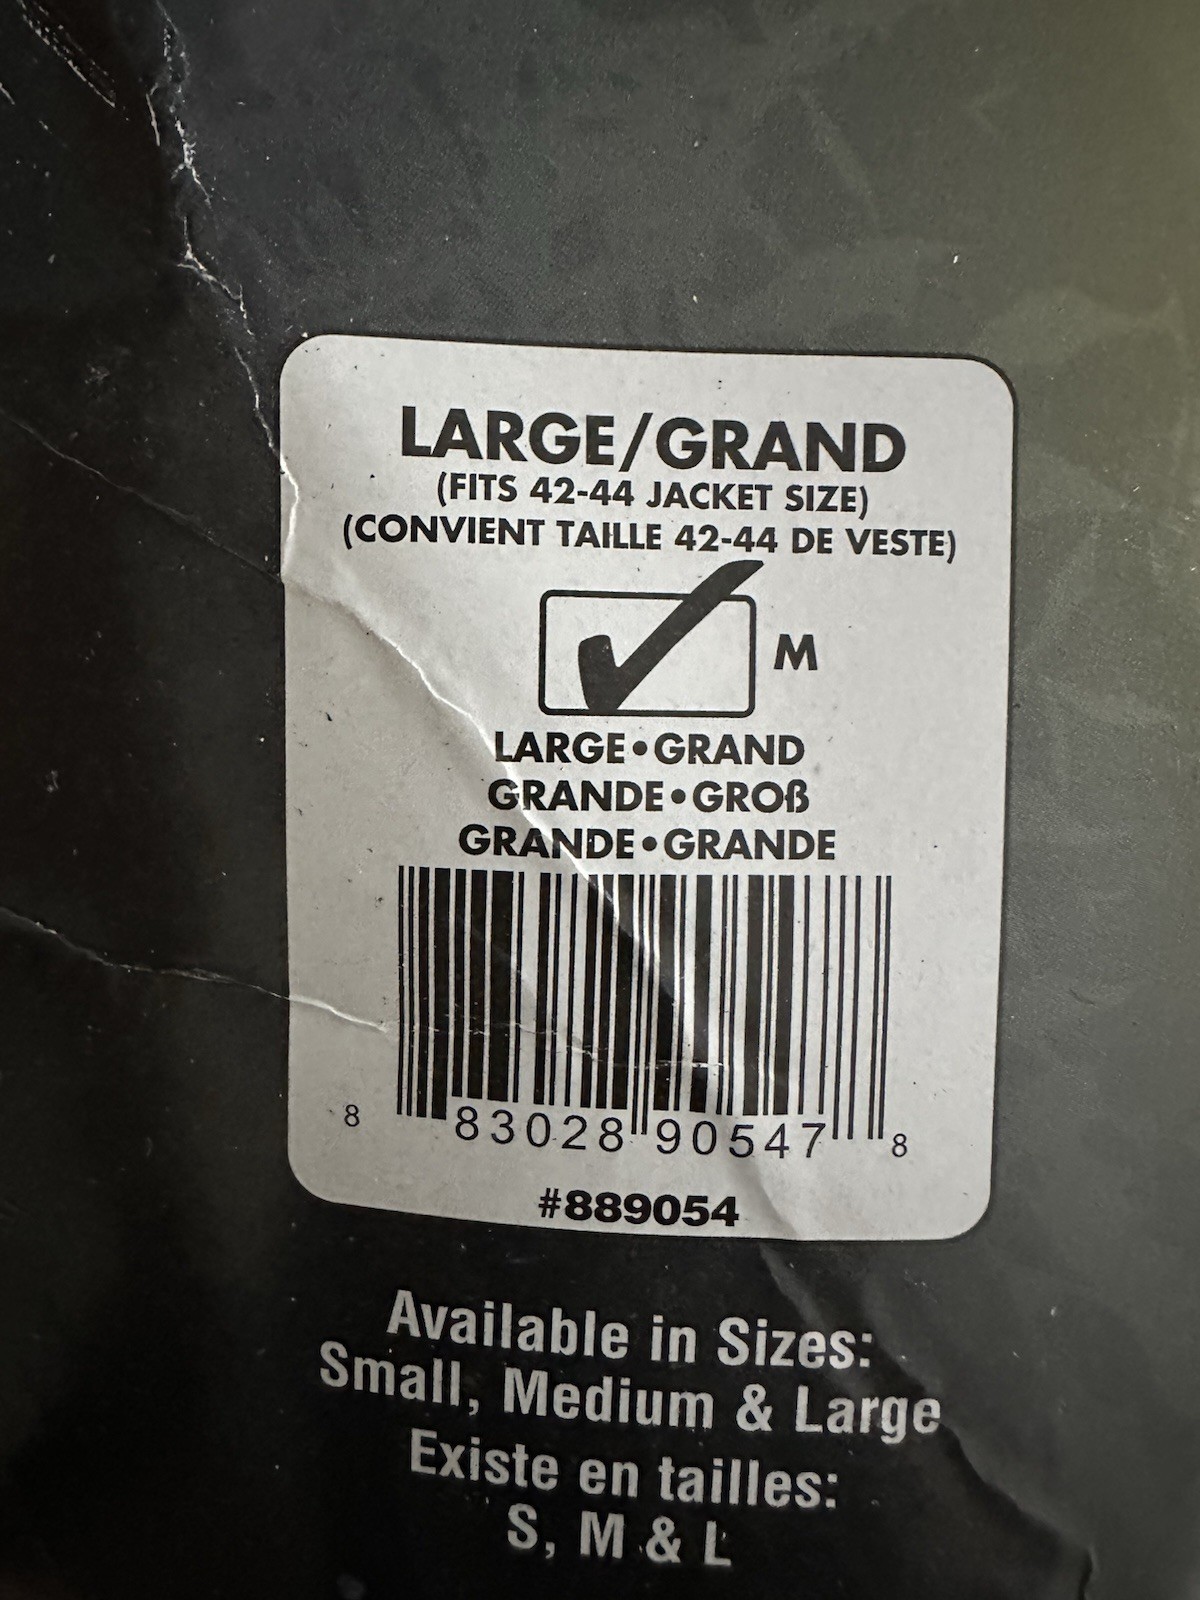 LARGE/GRAND
(FITS 42-44 JACKET SIZE)
(CONVIENT TAILLE 42-44 DE VESTE)
M
LARGE•GRAND
GRANDE•GROß
GRANDE•GRANDE
8 83028 90547 8
#889054
Available in Sizes:
Small, Medium & Large
Existe en tailles:
S, M & L